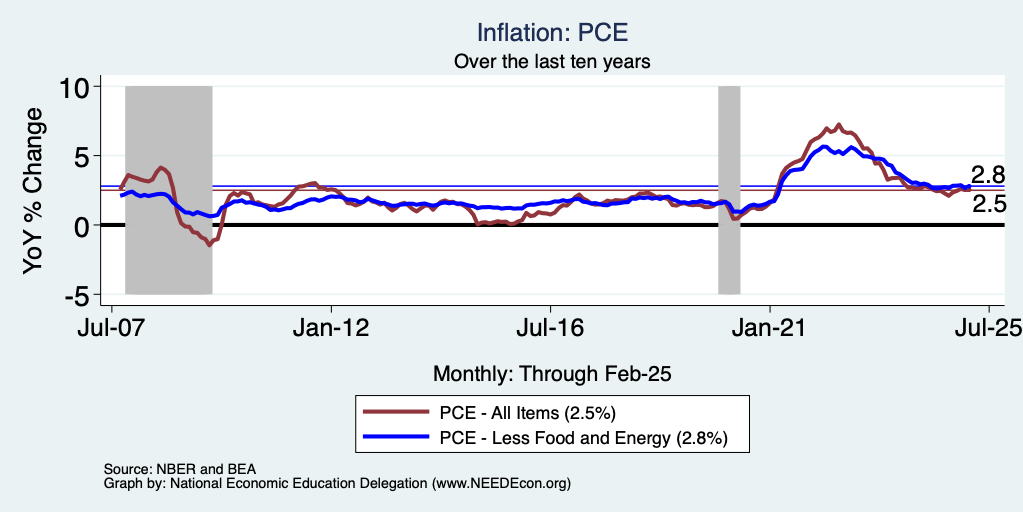 Inflation: PCE
Over the last ten years
YoY % Change
10
5
0
-5
2.8
2.5
Jul-07 Jan-12 Jul-16 Jan-21 Jul-25
Monthly: Through Feb-25
PCE - All Items (2.5%)
PCE - Less Food and Energy (2.8%)
Source: NBER and BEA
Graph by: National Economic Education Delegation (www.NEEDEcon.org)